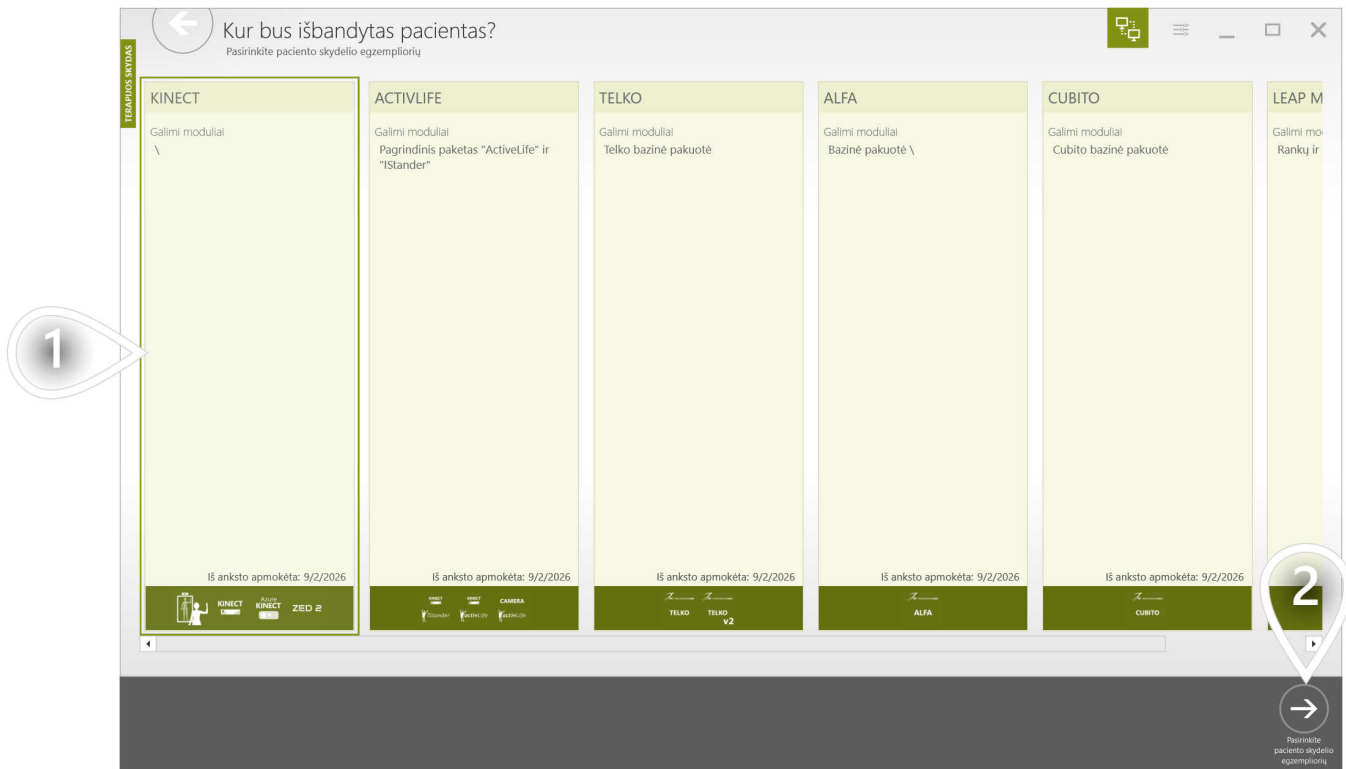 Kur bus išbandytas pacientas?
Pasirinkite paciento skydelio egzempliorių
TERAPIJOS SKYDAS
KINECT
Galimi moduliai
\
Iš anksto apmokėta: 9/2/2026
KINECT
Azure
KINECT
ZED 2
ACTIVLIFE
Galimi moduliai
Pagrindinis paketas "ActiveLife" ir
"IStander"
Iš anksto apmokėta: 9/2/2026
KINECT
KINECT
CAMERA
IStander
activLife
activLife
TELKO
Galimi moduliai
Telko bazinė pakuotė
Iš anksto apmokėta: 9/2/2026
TELKO
TELKO
v2
ALFA
Galimi moduliai
Bazinė pakuotė \
Iš anksto apmokėta: 9/2/2026
ALFA
CUBITO
Galimi moduliai
Cubito bazinė pakuotė
Iš anksto apmokėta: 9/2/2026
CUBITO
LEAP M
Galimi mo
Rankų ir
1
2
Pasirinkite
paciento skydelio
egzempliorių